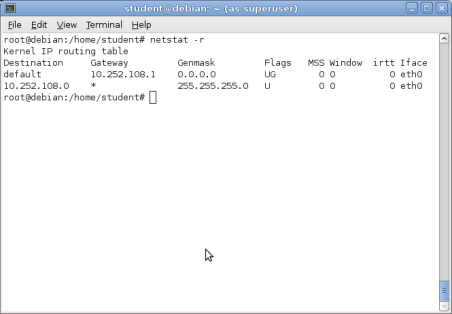 student@debian: ~ (as superuser)
File Edit View Terminal Help
root@debian:/home/student# netstat -r
Kernel IP routing table
Destination Gateway Genmask Flags MSS Window irtt Iface
default 10.252.108.1 0.0.0.0 UG 0 0 0 eth0
10.252.108.0 * 255.255.255.0 U 0 0 0 eth0
root@debian:/home/student#